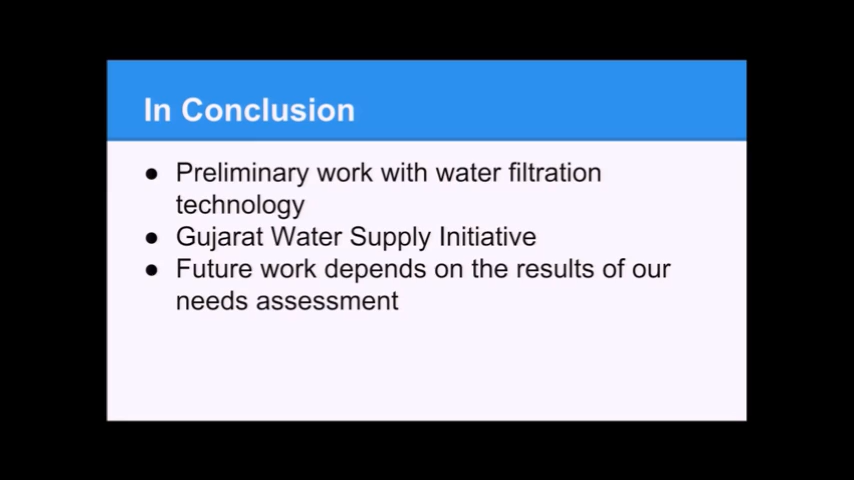 In Conclusion
● Preliminary work with water filtration
technology
● Gujarat Water Supply Initiative
● Future work depends on the results of our
needs assessment